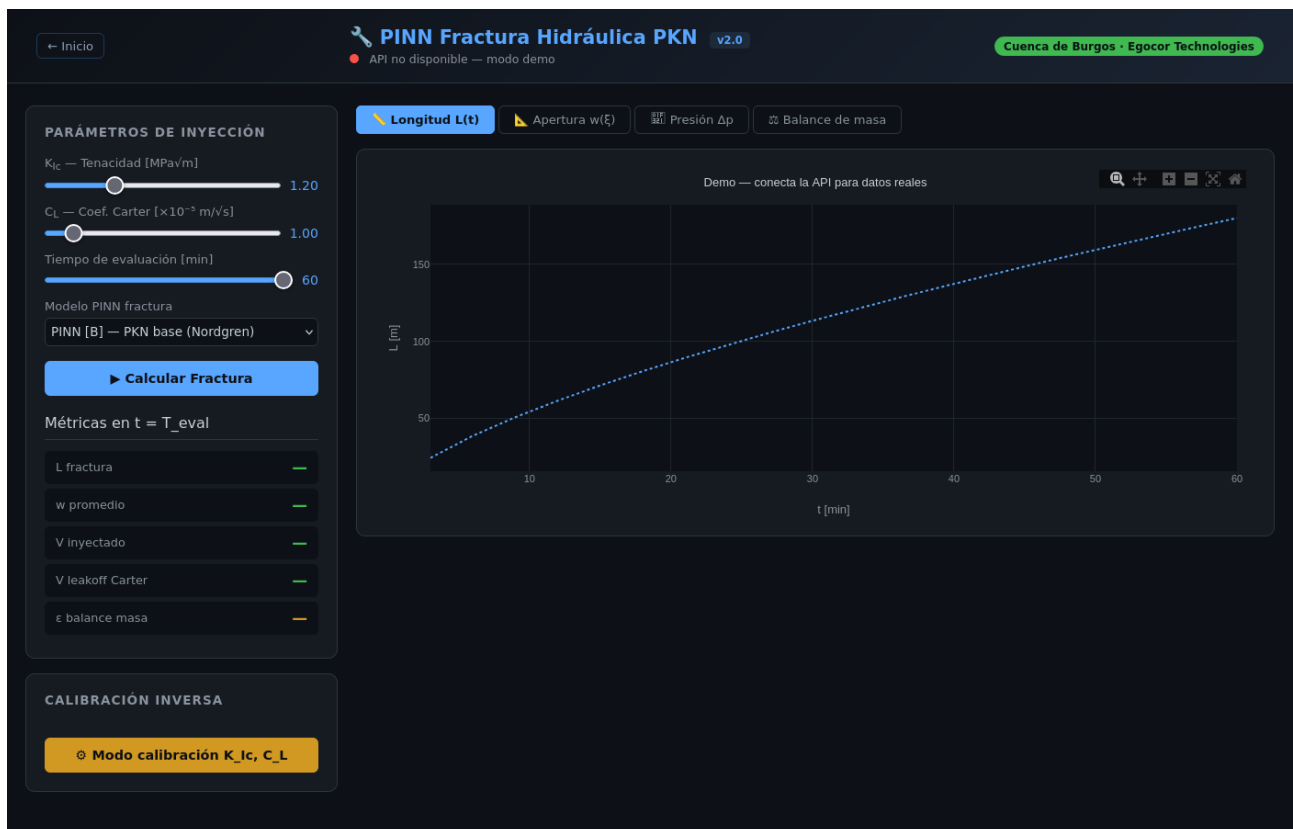 ← Inicio
🔧 PINN Fractura Hidráulica PKN v2.0
API no disponible — modo demo
Cuenca de Burgos · Egocor Technologies
PARÁMETROS DE INYECCIÓN
K_Ic — Tenacidad [MPa√m]
1.20
C_L — Coef. Carter [×10⁻⁵ m/√s]
1.00
Tiempo de evaluación [min]
60
Modelo PINN fractura
PINN [B] — PKN base (Nordgren)
▶ Calcular Fractura
Métricas en t = T_eval
L fractura —
w promedio —
V inyectado —
V leakoff Carter —
ε balance masa —
CALIBRACIÓN INVERSA
⚙ Modo calibración K_Ic, C_L
📏 Longitud L(t)
📐 Apertura w(ξ)
Presión Δp
⚖ Balance de masa
Demo — conecta la API para datos reales
L [m]
150
100
50
10 20 30 40 50 60
t [min]